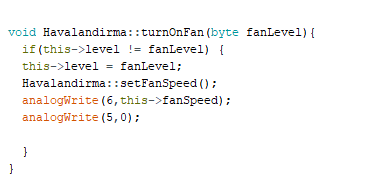 void Havalandirma::turnOnFan(byte fanLevel){
if(this->level != fanLevel) {
this->level = fanLevel;
Havalandirma::setFanSpeed();
analogWrite(6,this->fanSpeed);
analogWrite(5,0);
}
}